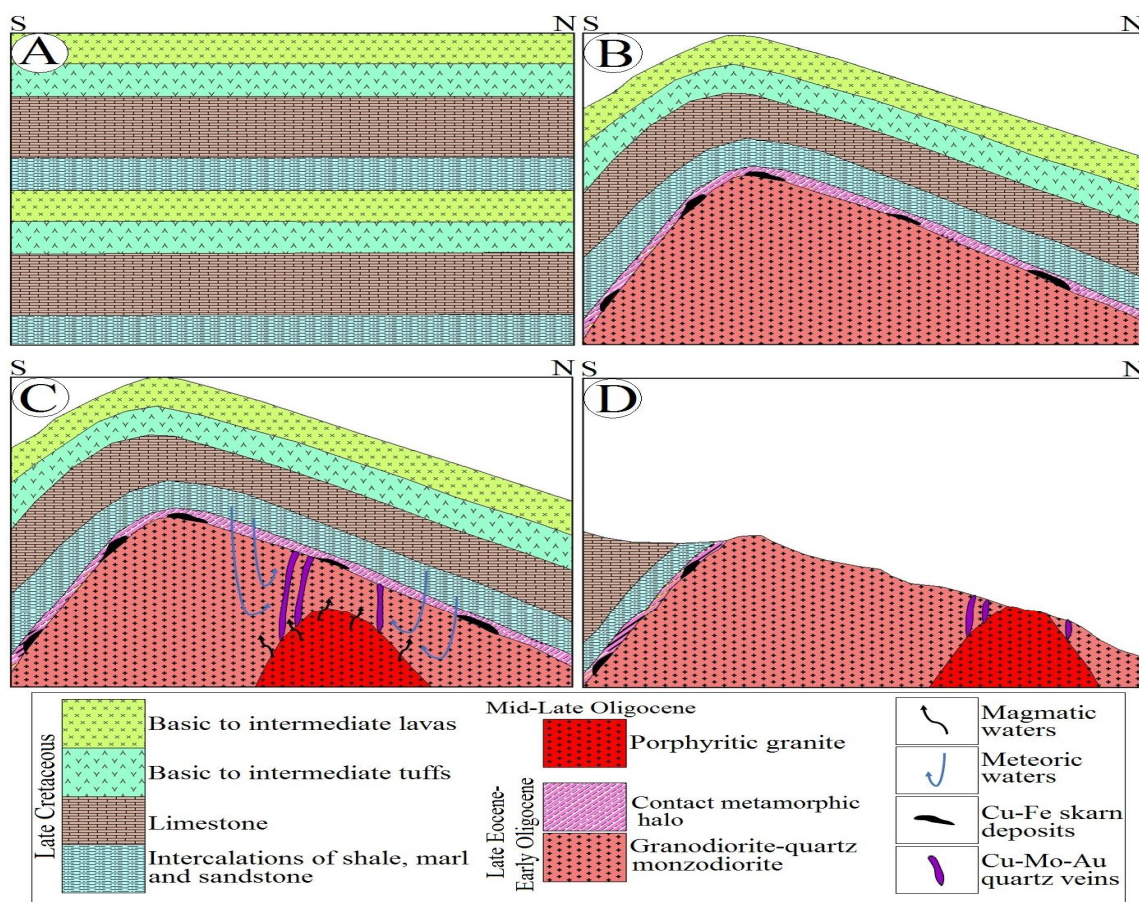 S N S N
A B
S N S N
C D
Late Cretaceous
Basic to intermediate lavas
Basic to intermediate tuffs
Limestone
Intercalations of shale, marl
and sandstone
Mid-Late Oligocene
Porphyritic granite
Late Eocene-
Early Oligocene
Contact metamorphic
halo
Granodiorite-quartz
monzodiorite
Magmatic
waters
Meteoric
waters
Cu-Fe skarn
deposits
Cu-Mo-Au
quartz veins